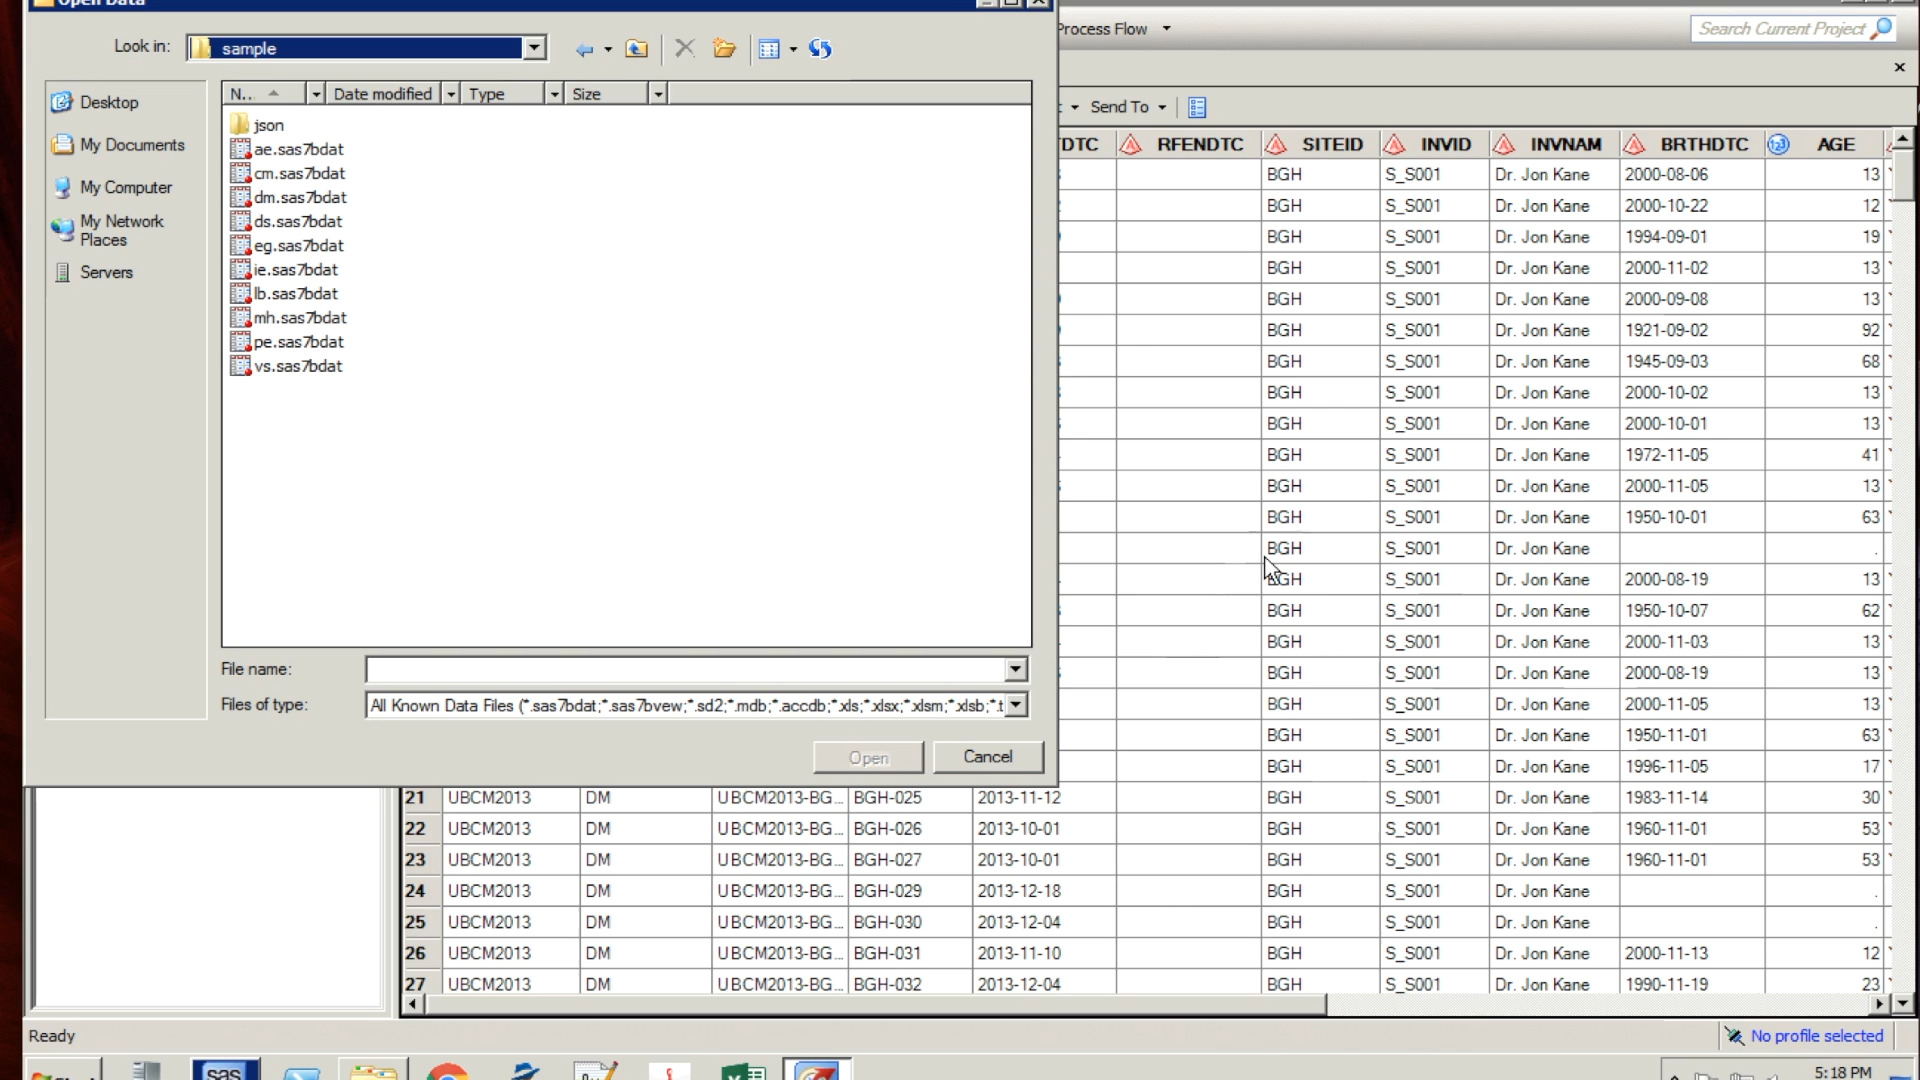 Open Data
Process Flow
Search Current Project
Look in: sample
Send To
N... Date modified Type Size
Desktop
My Documents
My Computer
My Network Places
Servers
json
ae.sas7bdat
cm.sas7bdat
dm.sas7bdat
ds.sas7bdat
eg.sas7bdat
ie.sas7bdat
lb.sas7bdat
mh.sas7bdat
pe.sas7bdat
vs.sas7bdat
File name:
Files of type: All Known Data Files (*.sas7bdat;*.sas7bvew;*.sd2;*.mdb;*.accdb;*.xls;*.xlsx;*.xlsm;*.xlsb;*.t
Open Cancel
DTC RFENDTC SITEID INVID INVNAM BRTHDTC AGE
BGH S_S001 Dr. Jon Kane 2000-08-06 13
BGH S_S001 Dr. Jon Kane 2000-10-22 12
BGH S_S001 Dr. Jon Kane 1994-09-01 19
BGH S_S001 Dr. Jon Kane 2000-11-02 13
BGH S_S001 Dr. Jon Kane 2000-09-08 13
BGH S_S001 Dr. Jon Kane 1921-09-02 92
BGH S_S001 Dr. Jon Kane 1945-09-03 68
BGH S_S001 Dr. Jon Kane 2000-10-02 13
BGH S_S001 Dr. Jon Kane 2000-10-01 13
BGH S_S001 Dr. Jon Kane 1972-11-05 41
BGH S_S001 Dr. Jon Kane 2000-11-05 13
BGH S_S001 Dr. Jon Kane 1950-10-01 63
BGH S_S001 Dr. Jon Kane .
BGH S_S001 Dr. Jon Kane 2000-08-19 13
BGH S_S001 Dr. Jon Kane 1950-10-07 62
BGH S_S001 Dr. Jon Kane 2000-11-03 13
BGH S_S001 Dr. Jon Kane 2000-08-19 13
BGH S_S001 Dr. Jon Kane 2000-11-05 13
BGH S_S001 Dr. Jon Kane 1950-11-01 63
BGH S_S001 Dr. Jon Kane 1996-11-05 17
21 UBCM2013 DM UBCM2013-BG... BGH-025 2013-11-12 BGH S_S001 Dr. Jon Kane 1983-11-14 30
22 UBCM2013 DM UBCM2013-BG... BGH-026 2013-10-01 BGH S_S001 Dr. Jon Kane 1960-11-01 53
23 UBCM2013 DM UBCM2013-BG... BGH-027 2013-10-01 BGH S_S001 Dr. Jon Kane 1960-11-01 53
24 UBCM2013 DM UBCM2013-BG... BGH-029 2013-12-18 BGH S_S001 Dr. Jon Kane .
25 UBCM2013 DM UBCM2013-BG... BGH-030 2013-12-04 BGH S_S001 Dr. Jon Kane .
26 UBCM2013 DM UBCM2013-BG... BGH-031 2013-11-10 BGH S_S001 Dr. Jon Kane 2000-11-13 12
27 UBCM2013 DM UBCM2013-BG... BGH-032 2013-12-04 BGH S_S001 Dr. Jon Kane 1990-11-19 23
Ready
No profile selected
sas
5:18 PM